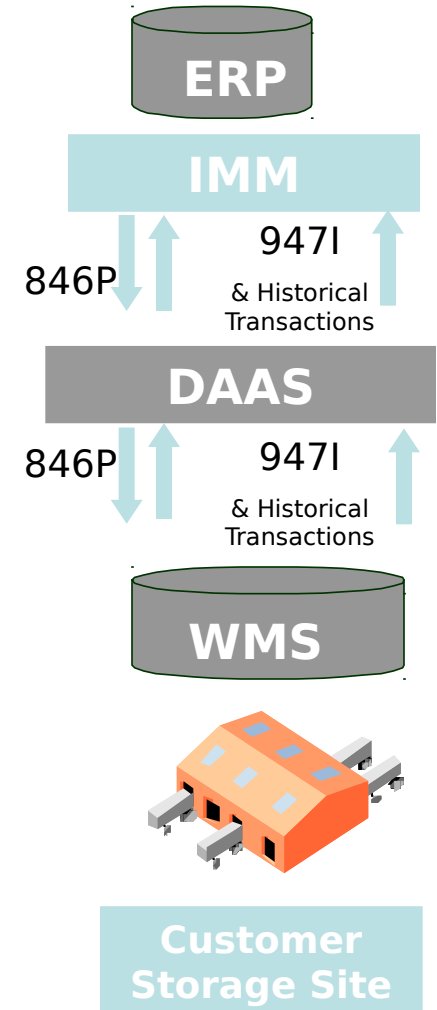 ERP
IMM
846P
947I
& Historical
Transactions
DAAS
846P
947I
& Historical
Transactions
WMS
Customer
Storage Site